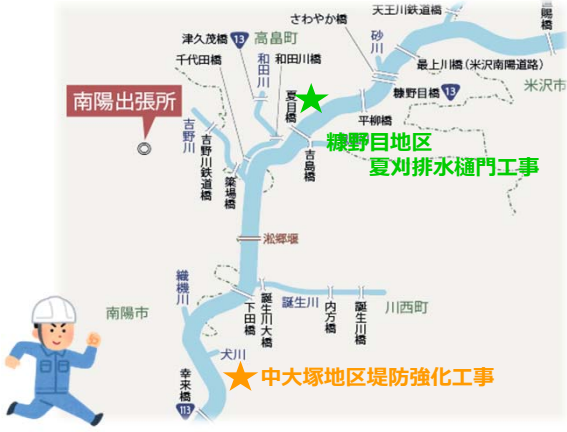 天王川鉄道橋
さわやか橋
津久茂橋
13
高畠町
砂川
千代田橋
和田川
和田川橋
最上川橋(米沢南陽道路)
米沢市
南陽出張所
夏目橋
糠野目橋
13
平柳橋
吉野川
吉野川鉄道橋
糠野目地区
夏刈排水樋門工事
吉島橋
築場橋
淞郷堰
織機川
南陽市
下田橋
誕生川大橋
誕生川
内方橋
誕生川橋
川西町
犬川
幸来橋
中大塚地区堤防強化工事
113